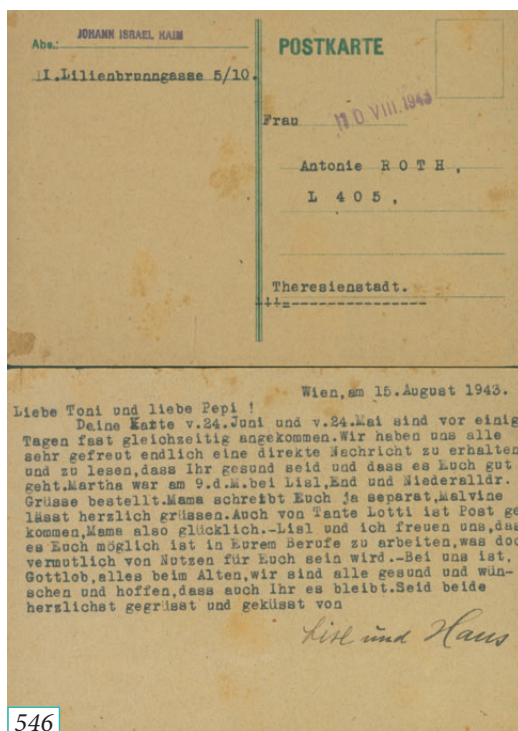 JOHANN ISRAEL HAIM
Abs.:
II.Lilienbrunngasse 5/10.
POSTKARTE
VIII.1943
Frau
Antonie R O T H ,
L 4 0 5 ,
Theresienstadt.
Wien,am 15.August 1943.
Liebe Toni und liebe Pepi !
Deine Karte v.24.Juni und v.24.Mai sind vor einig
Tagen fast gleichzeitig angekommen.Wir haben uns alle
sehr gefreut endlich eine direkte Nachricht zu erhalten
und zu lesen,dass Ihr gesund seid und dass es Euch gut
geht.Martha war am 9.d.M.bei Lisl,End und Niederalldr.
Grüsse bestellt.Mama schreibt Euch ja separat,Malvine
lässt herzlich grüssen.Auch von Tante Lotti ist Post ge
kommen,Mama also glücklich.-Lisl und ich freuen uns,das
es Euch möglich ist in Eurem Berufe zu arbeiten,was doc
vermutlich von Nutzen für Euch sein wird.-Bei uns ist,
Gottlob,alles beim Alten,wir sind alle gesund und wün-
schen und hoffen,dass auch Ihr es bleibt.Seid beide
herzlichst gegrüsst und geküsst von
Lisl und Hans
546